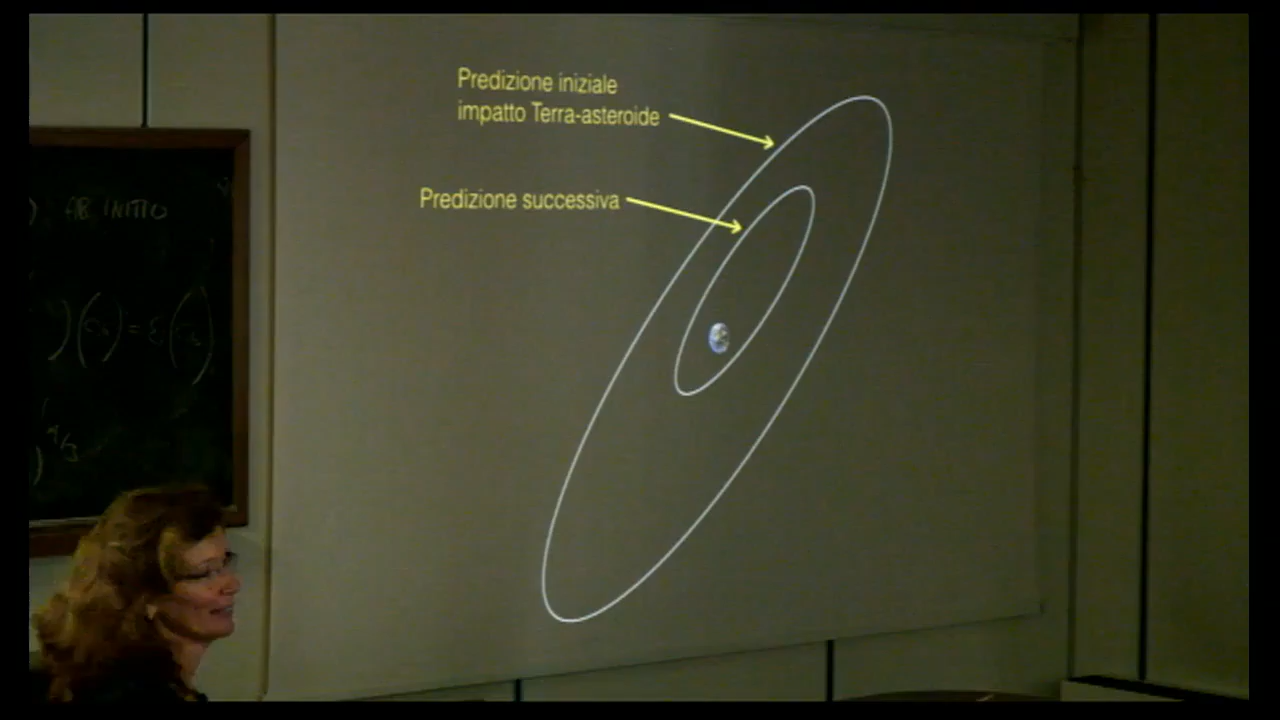 Predizione iniziale
impatto Terra-asteroide
Predizione successiva
AB INITIO